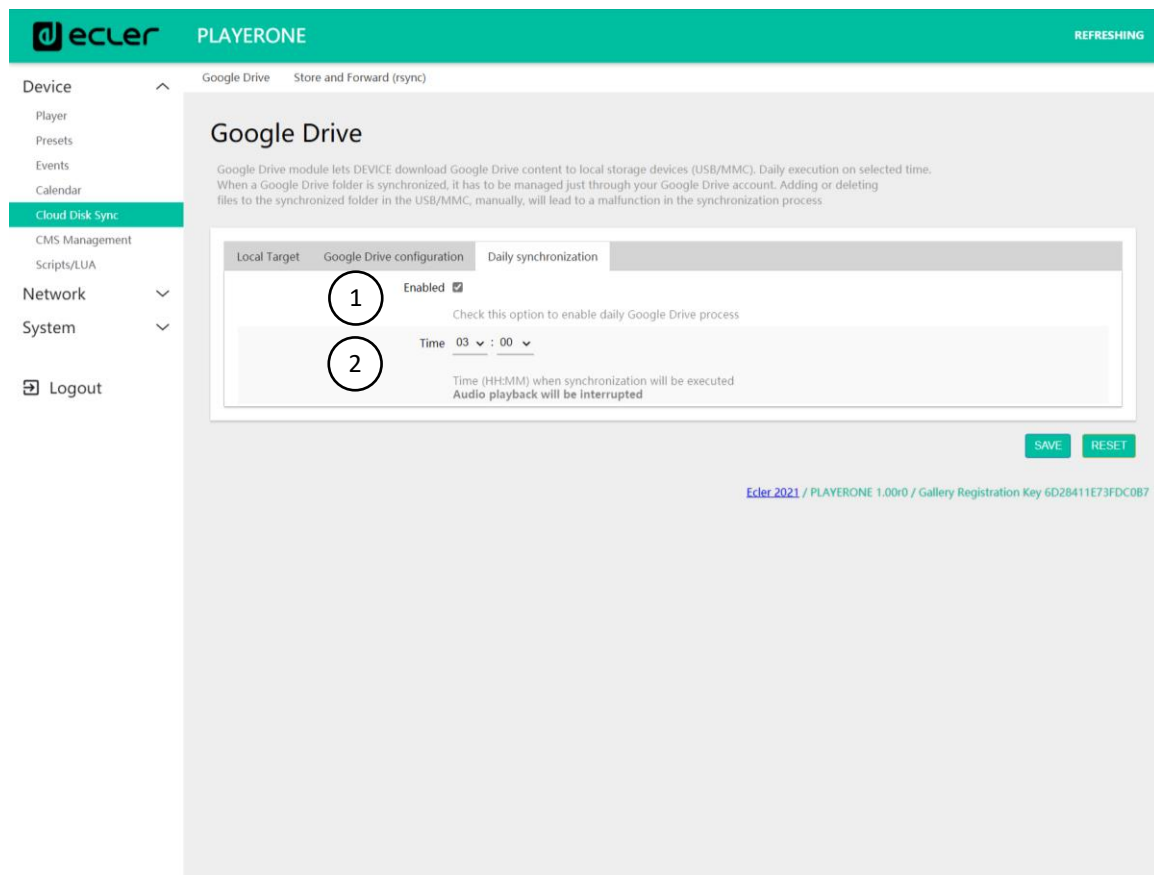 ecler
PLAYERONE
REFRESHING
Device
Player
Presets
Events
Calendar
Cloud Disk Sync
CMS Management
Scripts/LUA
Network
System
Logout
Google Drive Store and Forward (rsync)
Google Drive
Google Drive module lets DEVICE download Google Drive content to local storage devices (USB/MMC). Daily execution on selected time.
When a Google Drive folder is synchronized, it has to be managed just through your Google Drive account. Adding or deleting
files to the synchronized folder in the USB/MMC, manually, will lead to a malfunction in the synchronization process
Local Target Google Drive configuration Daily synchronization
1
Enabled
Check this option to enable daily Google Drive process
2
Time 03 : 00
Time (HH:MM) when synchronization will be executed
Audio playback will be interrupted
SAVE RESET
Ecler 2021 / PLAYERONE 1.00r0 / Gallery Registration Key 6D28411E73FDC0B7